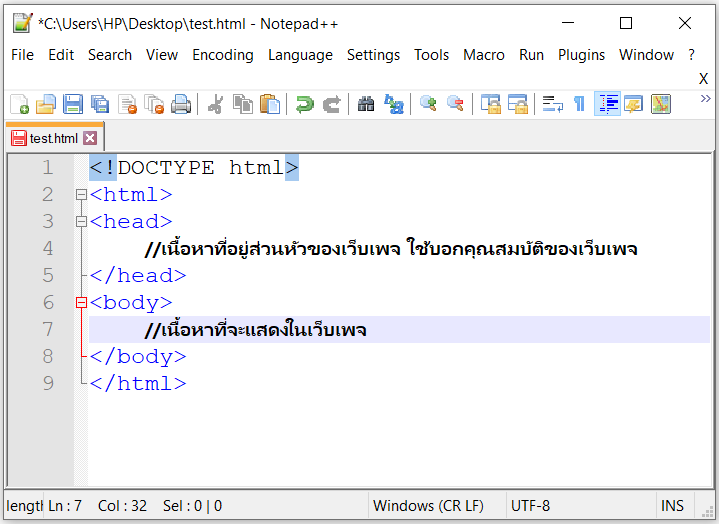 *C:\Users\HP\Desktop\test.html - Notepad++
File Edit Search View Encoding Language Settings Tools Macro Run Plugins Window ?
X
test.html
1 <!DOCTYPE html>
2 <html>
3 <head>
4 //เนื้อหาที่อยู่ส่วนหัวของเว็บเพจ ใช้บอกคุณสมบัติของเว็บเพจ
5 </head>
6 <body>
7 //เนื้อหาที่จะแสดงในเว็บเพจ
8 </body>
9 </html>
lengt Ln : 7 Col : 32 Sel : 0 | 0 Windows (CR LF) UTF-8 INS